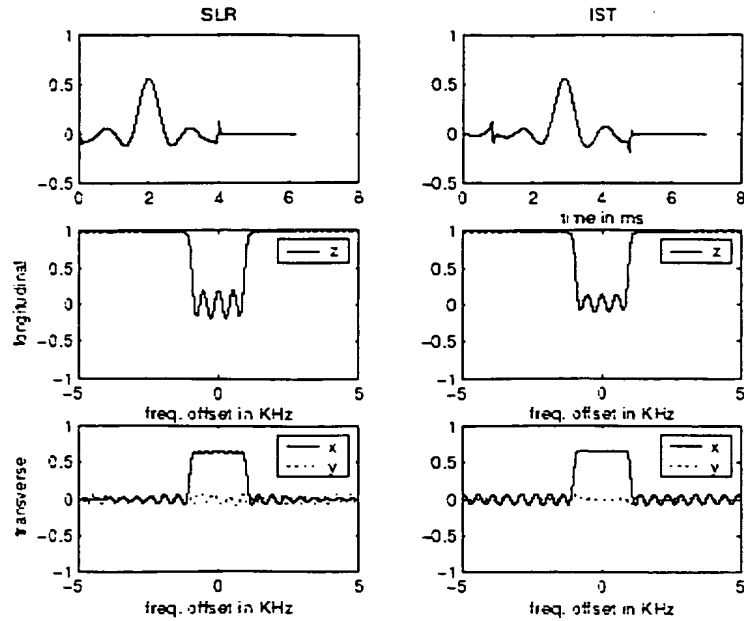 SLR
IST
1
0.5
0
-0.5
0 2 4 6 8
1
0.5
0
-0.5
0 2 4 6 8
time in ms
longitudinal
1
0.5
0
-0.5
-1
z
-5 0 5
freq. offset in KHz
1
0.5
0
-0.5
-1
z
-5 0 5
freq. offset in KHz
transverse
1
0.5
0
-0.5
-1
x
y
-5 0 5
freq. offset in KHz
1
0.5
0
-0.5
-1
x
y
-5 0 5
freq. offset in KHz